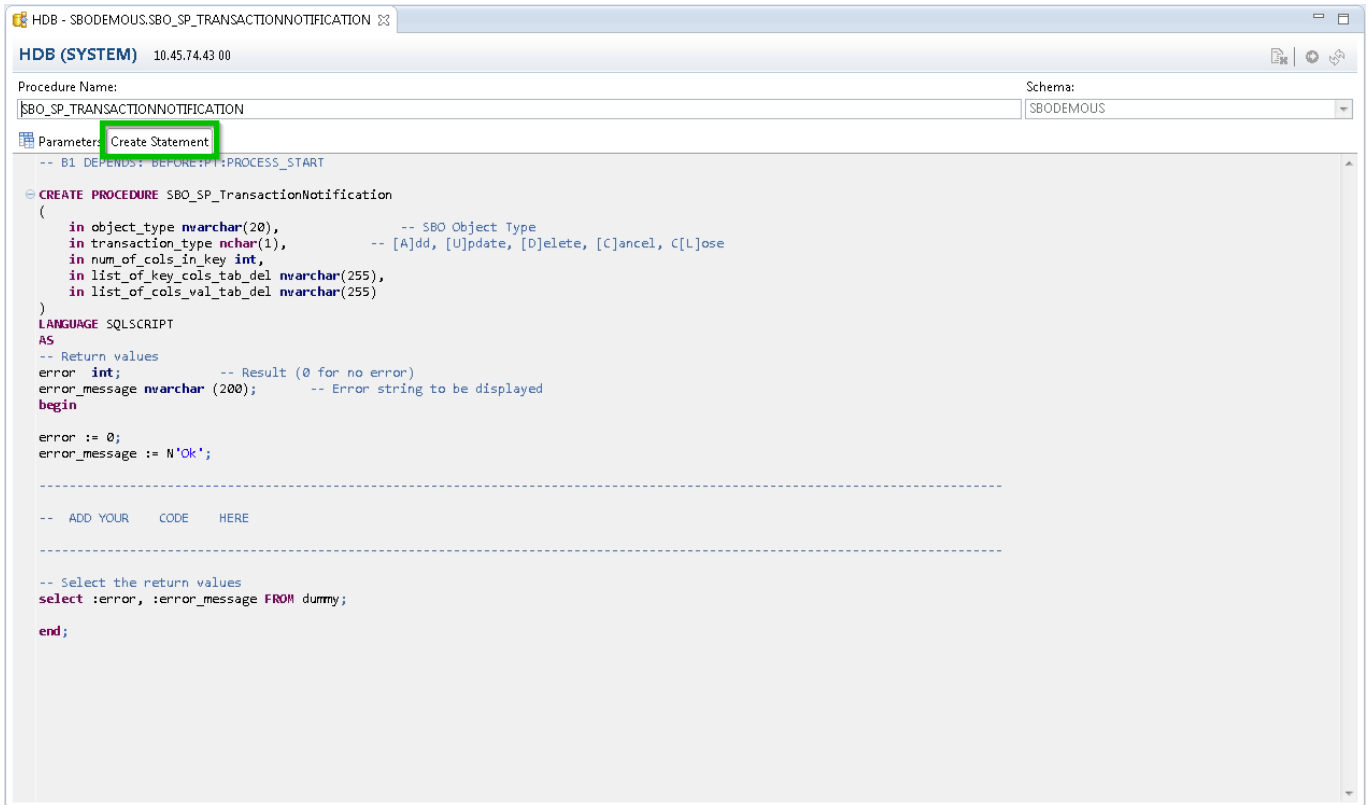 HDB - SBODEMOUS.SBO_SP_TRANSACTIONNOTIFICATION
HDB (SYSTEM) 10.45.74.43 00
Procedure Name:
Schema:
SBO_SP_TRANSACTIONNOTIFICATION
SBODEMOUS
Parameters
Create Statement
-- B1 DEPENDS: BEFORE:PT:PROCESS_START
CREATE PROCEDURE SBO_SP_TransactionNotification
(
in object_type nvarchar(20), -- SBO Object Type
in transaction_type nchar(1), -- [A]dd, [U]pdate, [D]elete, [C]ancel, C[L]ose
in num_of_cols_in_key int,
in list_of_key_cols_tab_del nvarchar(255),
in list_of_cols_val_tab_del nvarchar(255)
)
LANGUAGE SQLSCRIPT
AS
-- Return values
error int; -- Result (0 for no error)
error_message nvarchar (200); -- Error string to be displayed
begin
error := 0;
error_message := N'Ok';
--------------------------------------------------------------------------------------------------------------------------------
-- ADD YOUR CODE HERE
--------------------------------------------------------------------------------------------------------------------------------
-- Select the return values
select :error, :error_message FROM dummy;
end;